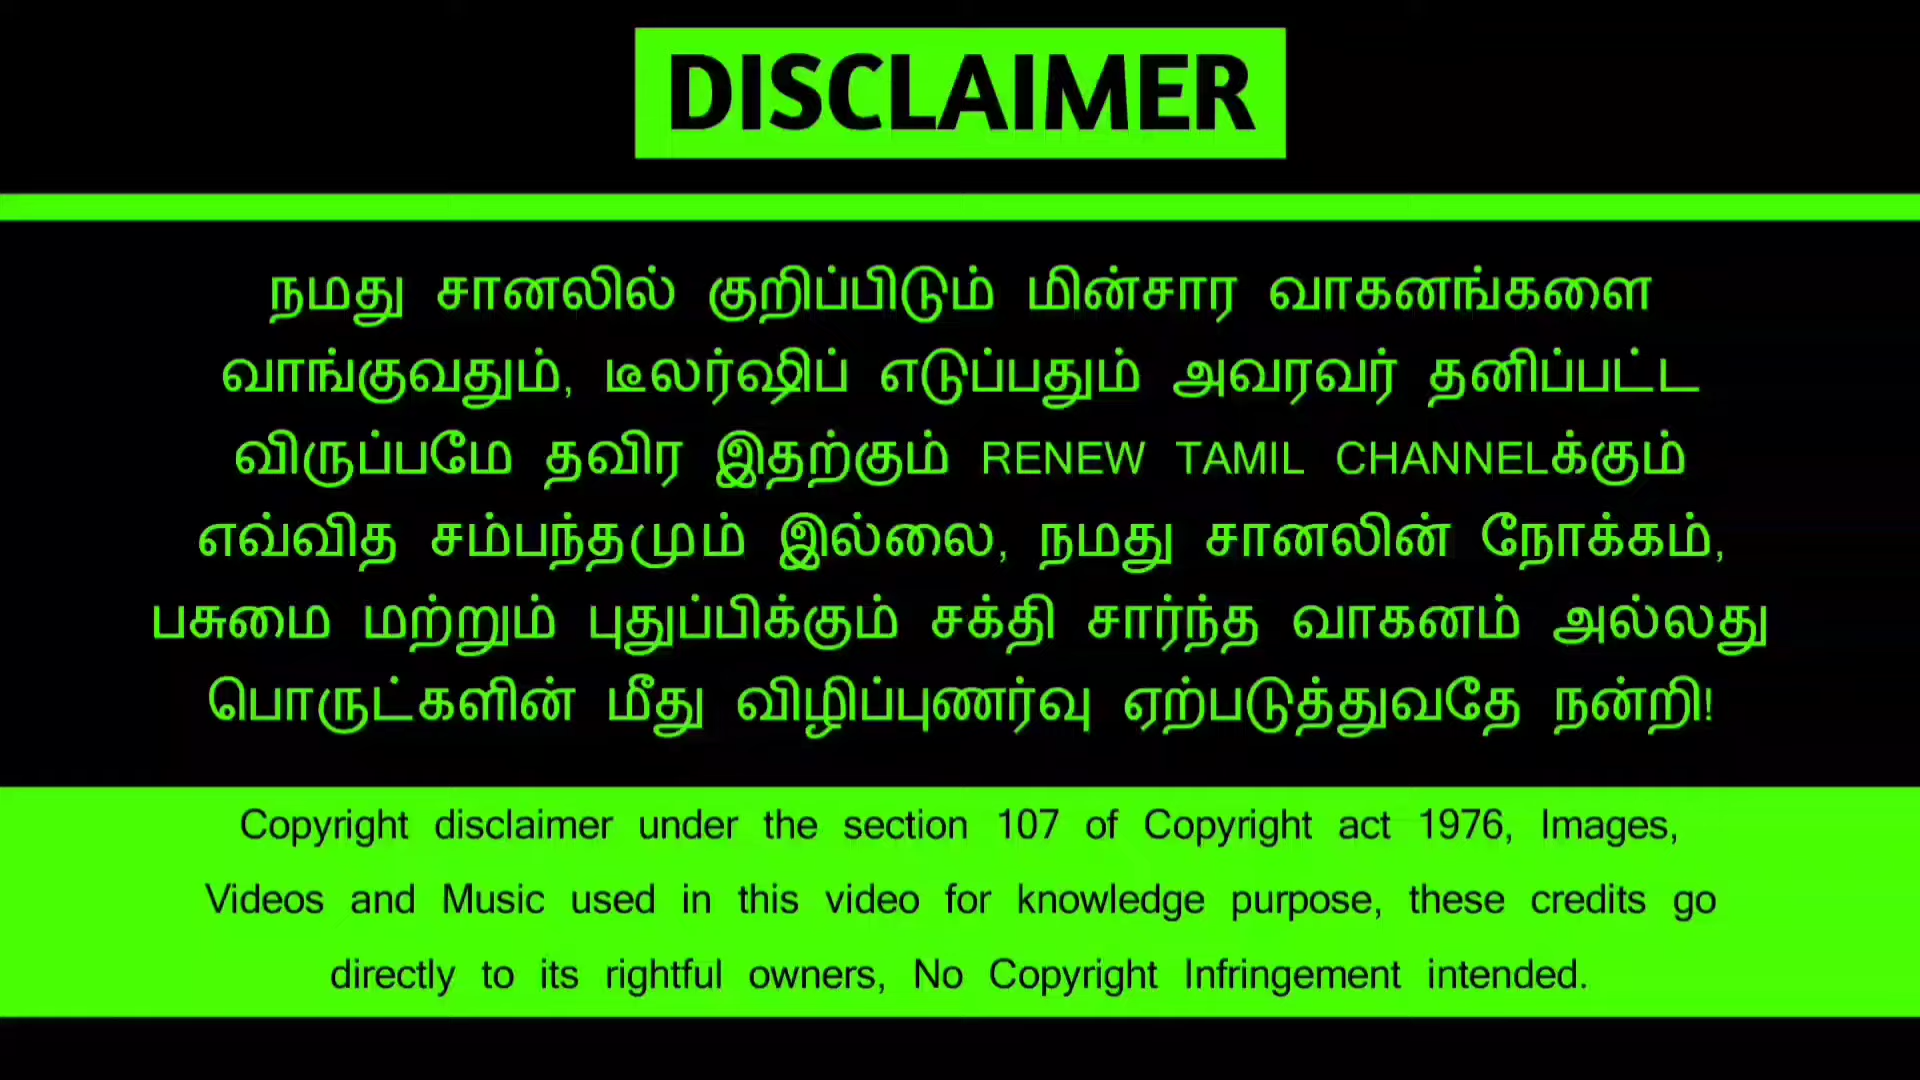 DISCLAIMER
நமது சானலில் குறிப்பிடும் மின்சார வாகனங்களை
வாங்குவதும், டீலர்ஷிப் எடுப்பதும் அவரவர் தனிப்பட்ட
விருப்பமே தவிர இதற்கும் RENEW TAMIL CHANNELக்கும்
எவ்வித சம்பந்தமும் இல்லை, நமது சானலின் நோக்கம்,
பசுமை மற்றும் புதுப்பிக்கும் சக்தி சார்ந்த வாகனம் அல்லது
பொருட்களின் மீது விழிப்புணர்வு ஏற்படுத்துவதே நன்றி!
Copyright disclaimer under the section 107 of Copyright act 1976, Images,
Videos and Music used in this video for knowledge purpose, these credits go
directly to its rightful owners, No Copyright Infringement intended.